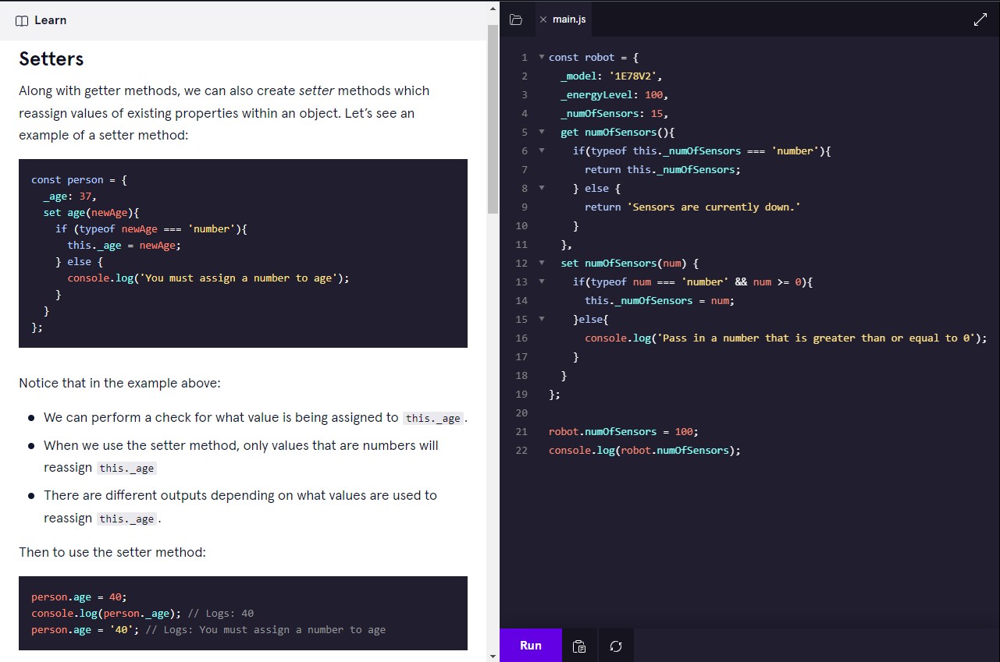 Learn
Setters
Along with getter methods, we can also create setter methods which
reassign values of existing properties within an object. Let’s see an
example of a setter method:
const person = {
  _age: 37,
  set age(newAge){
    if (typeof newAge === 'number'){
      this._age = newAge;
    } else {
      console.log('You must assign a number to age');
    }
  }
};
Notice that in the example above:
● We can perform a check for what value is being assigned to this._age.
● When we use the setter method, only values that are numbers will
reassign this._age
● There are different outputs depending on what values are used to
reassign this._age.
Then to use the setter method:
person.age = 40;
console.log(person._age); // Logs: 40
person.age = '40'; // Logs: You must assign a number to age
main.js
1 const robot = {
2   _model: '1E78V2',
3   _energyLevel: 100,
4   _numOfSensors: 15,
5   get numOfSensors(){
6     if(typeof this._numOfSensors === 'number'){
7       return this._numOfSensors;
8     } else {
9       return 'Sensors are currently down.'
10     }
11   },
12   set numOfSensors(num) {
13     if(typeof num === 'number' && num >= 0){
14       this._numOfSensors = num;
15     }else{
16       console.log('Pass in a number that is greater than or equal to 0');
17     }
18   }
19 };
20
21 robot.numOfSensors = 100;
22 console.log(robot.numOfSensors);
Run